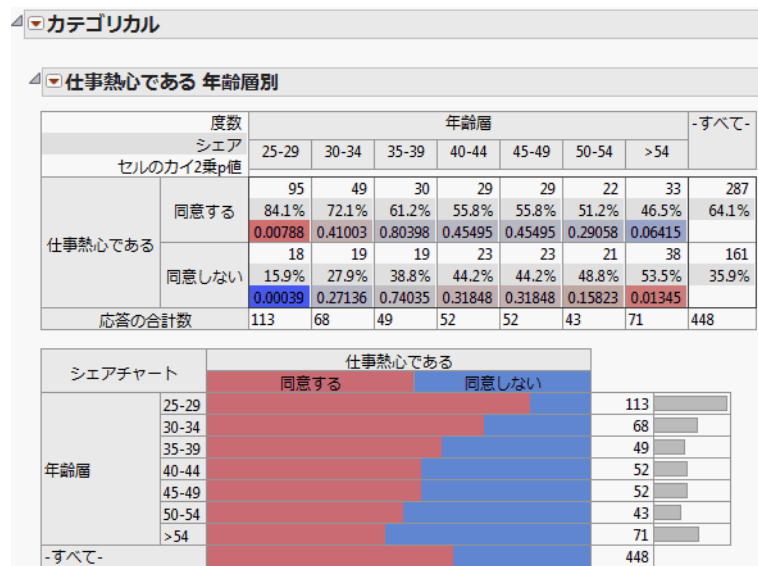 カテゴリカル
仕事熱心である 年齢層別
度数 年齢層 -すべて-
シェア 25-29 30-34 35-39 40-44 45-49 50-54 >54
セルのカイ2乗p値
95 49 30 29 29 22 33 287
同意する 84.1% 72.1% 61.2% 55.8% 55.8% 51.2% 46.5% 64.1%
0.00788 0.41003 0.80398 0.45495 0.45495 0.29058 0.06415
仕事熱心である
18 19 19 23 23 21 38 161
同意しない 15.9% 27.9% 38.8% 44.2% 44.2% 48.8% 53.5% 35.9%
0.00039 0.27136 0.74035 0.31848 0.31848 0.15823 0.01345
応答の合計数 113 68 49 52 52 43 71 448
シェアチャート 仕事熱心である
同意する 同意しない
25-29 113
30-34 68
35-39 49
年齢層 40-44 52
45-49 52
50-54 43
>54 71
-すべて- 448